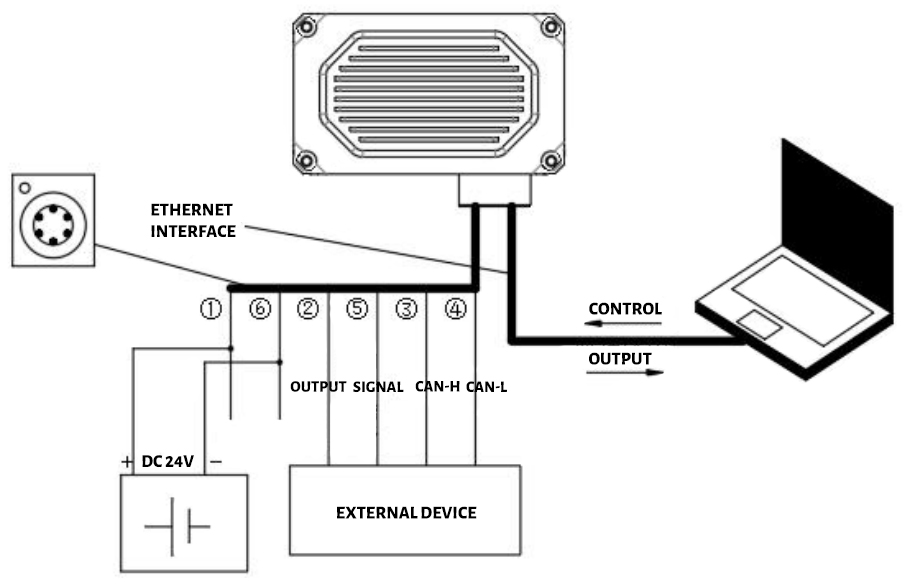 ETHERNET
INTERFACE
① ⑥ ② ⑤ ③ ④
CONTROL
OUTPUT
OUTPUT SIGNAL CAN-H CAN-L
+ DC 24V −
EXTERNAL DEVICE